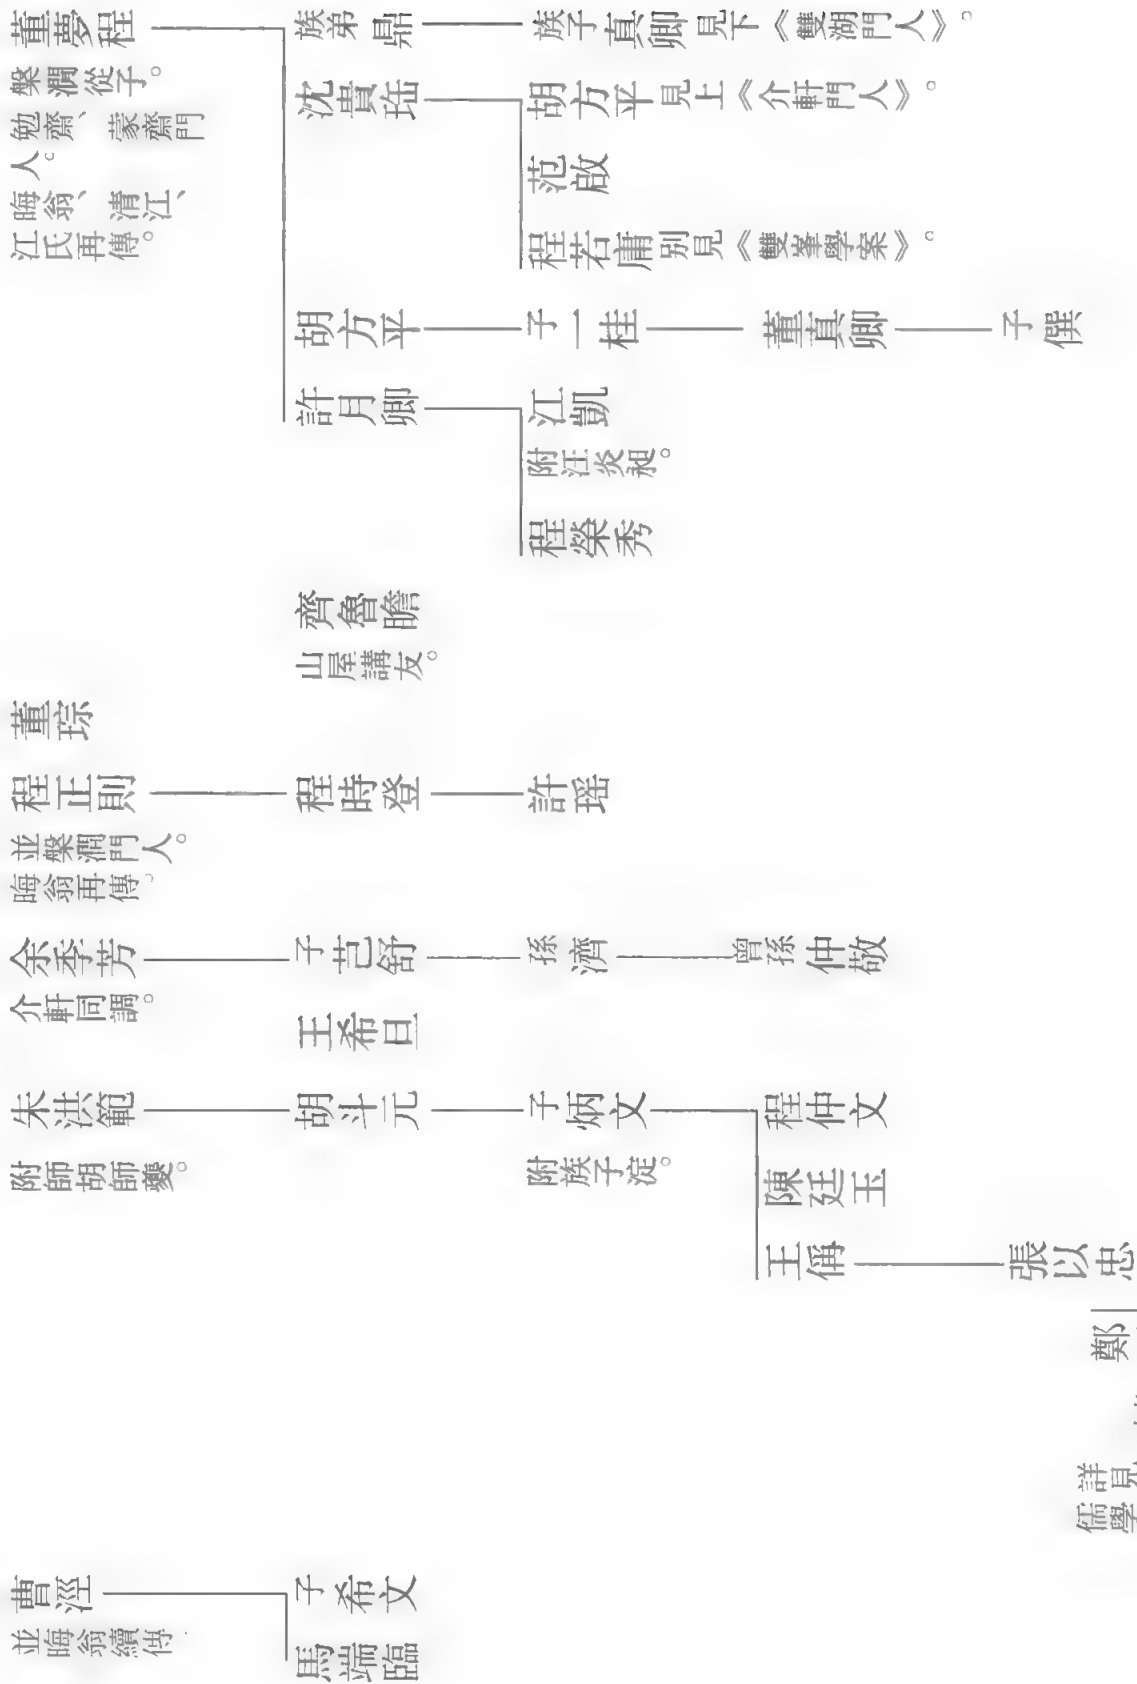 董夢程
盤澗從子。
勉齋、蒙齋門
人。
晦翁、清江、
江氏再傳。
族弟鼎
族子真卿見下《雙湖門人》。
沈貴珤
胡方平見上《介軒門人》。
范啟
程若庸別見《雙峯學案》。
胡方平
子一桂
董真卿
子僎
許月卿
江凱
附汪炎昶。
程榮秀
齊魯瞻
山屋講友。
董琮
程正則
程時登
許瑶
並槃澗門人。
晦翁再傳。
余季芳
子芑舒
孫濟
曾孫仲敬
介軒同調。
王希旦
朱洪範
胡斗元
子炳文
程仲文
附師胡師夔。
附族子淀。
陳廷玉
王偁
張以忠
鄭
詳見
儒學
曹涇
子希文
並晦翁續傳
馬端臨